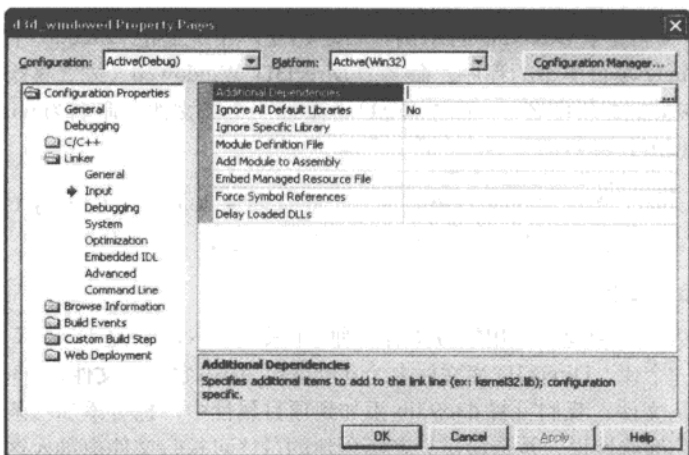 d3d_windowed Property Pages
Configuration: Active(Debug) Platform: Active(Win32) Configuration Manager...
Configuration Properties
General
Debugging
C/C++
Linker
General
Input
Debugging
System
Optimization
Embedded IDL
Advanced
Command Line
Browse Information
Build Events
Custom Build Step
Web Deployment
Additional Dependencies
Ignore All Default Libraries No
Ignore Specific Library
Module Definition File
Add Module to Assembly
Embed Managed Resource File
Force Symbol References
Delay Loaded DLLs
Additional Dependencies
Specifies additional items to add to the link line (ex: kernel32.lib); configuration
specific.
OK Cancel Apply Help